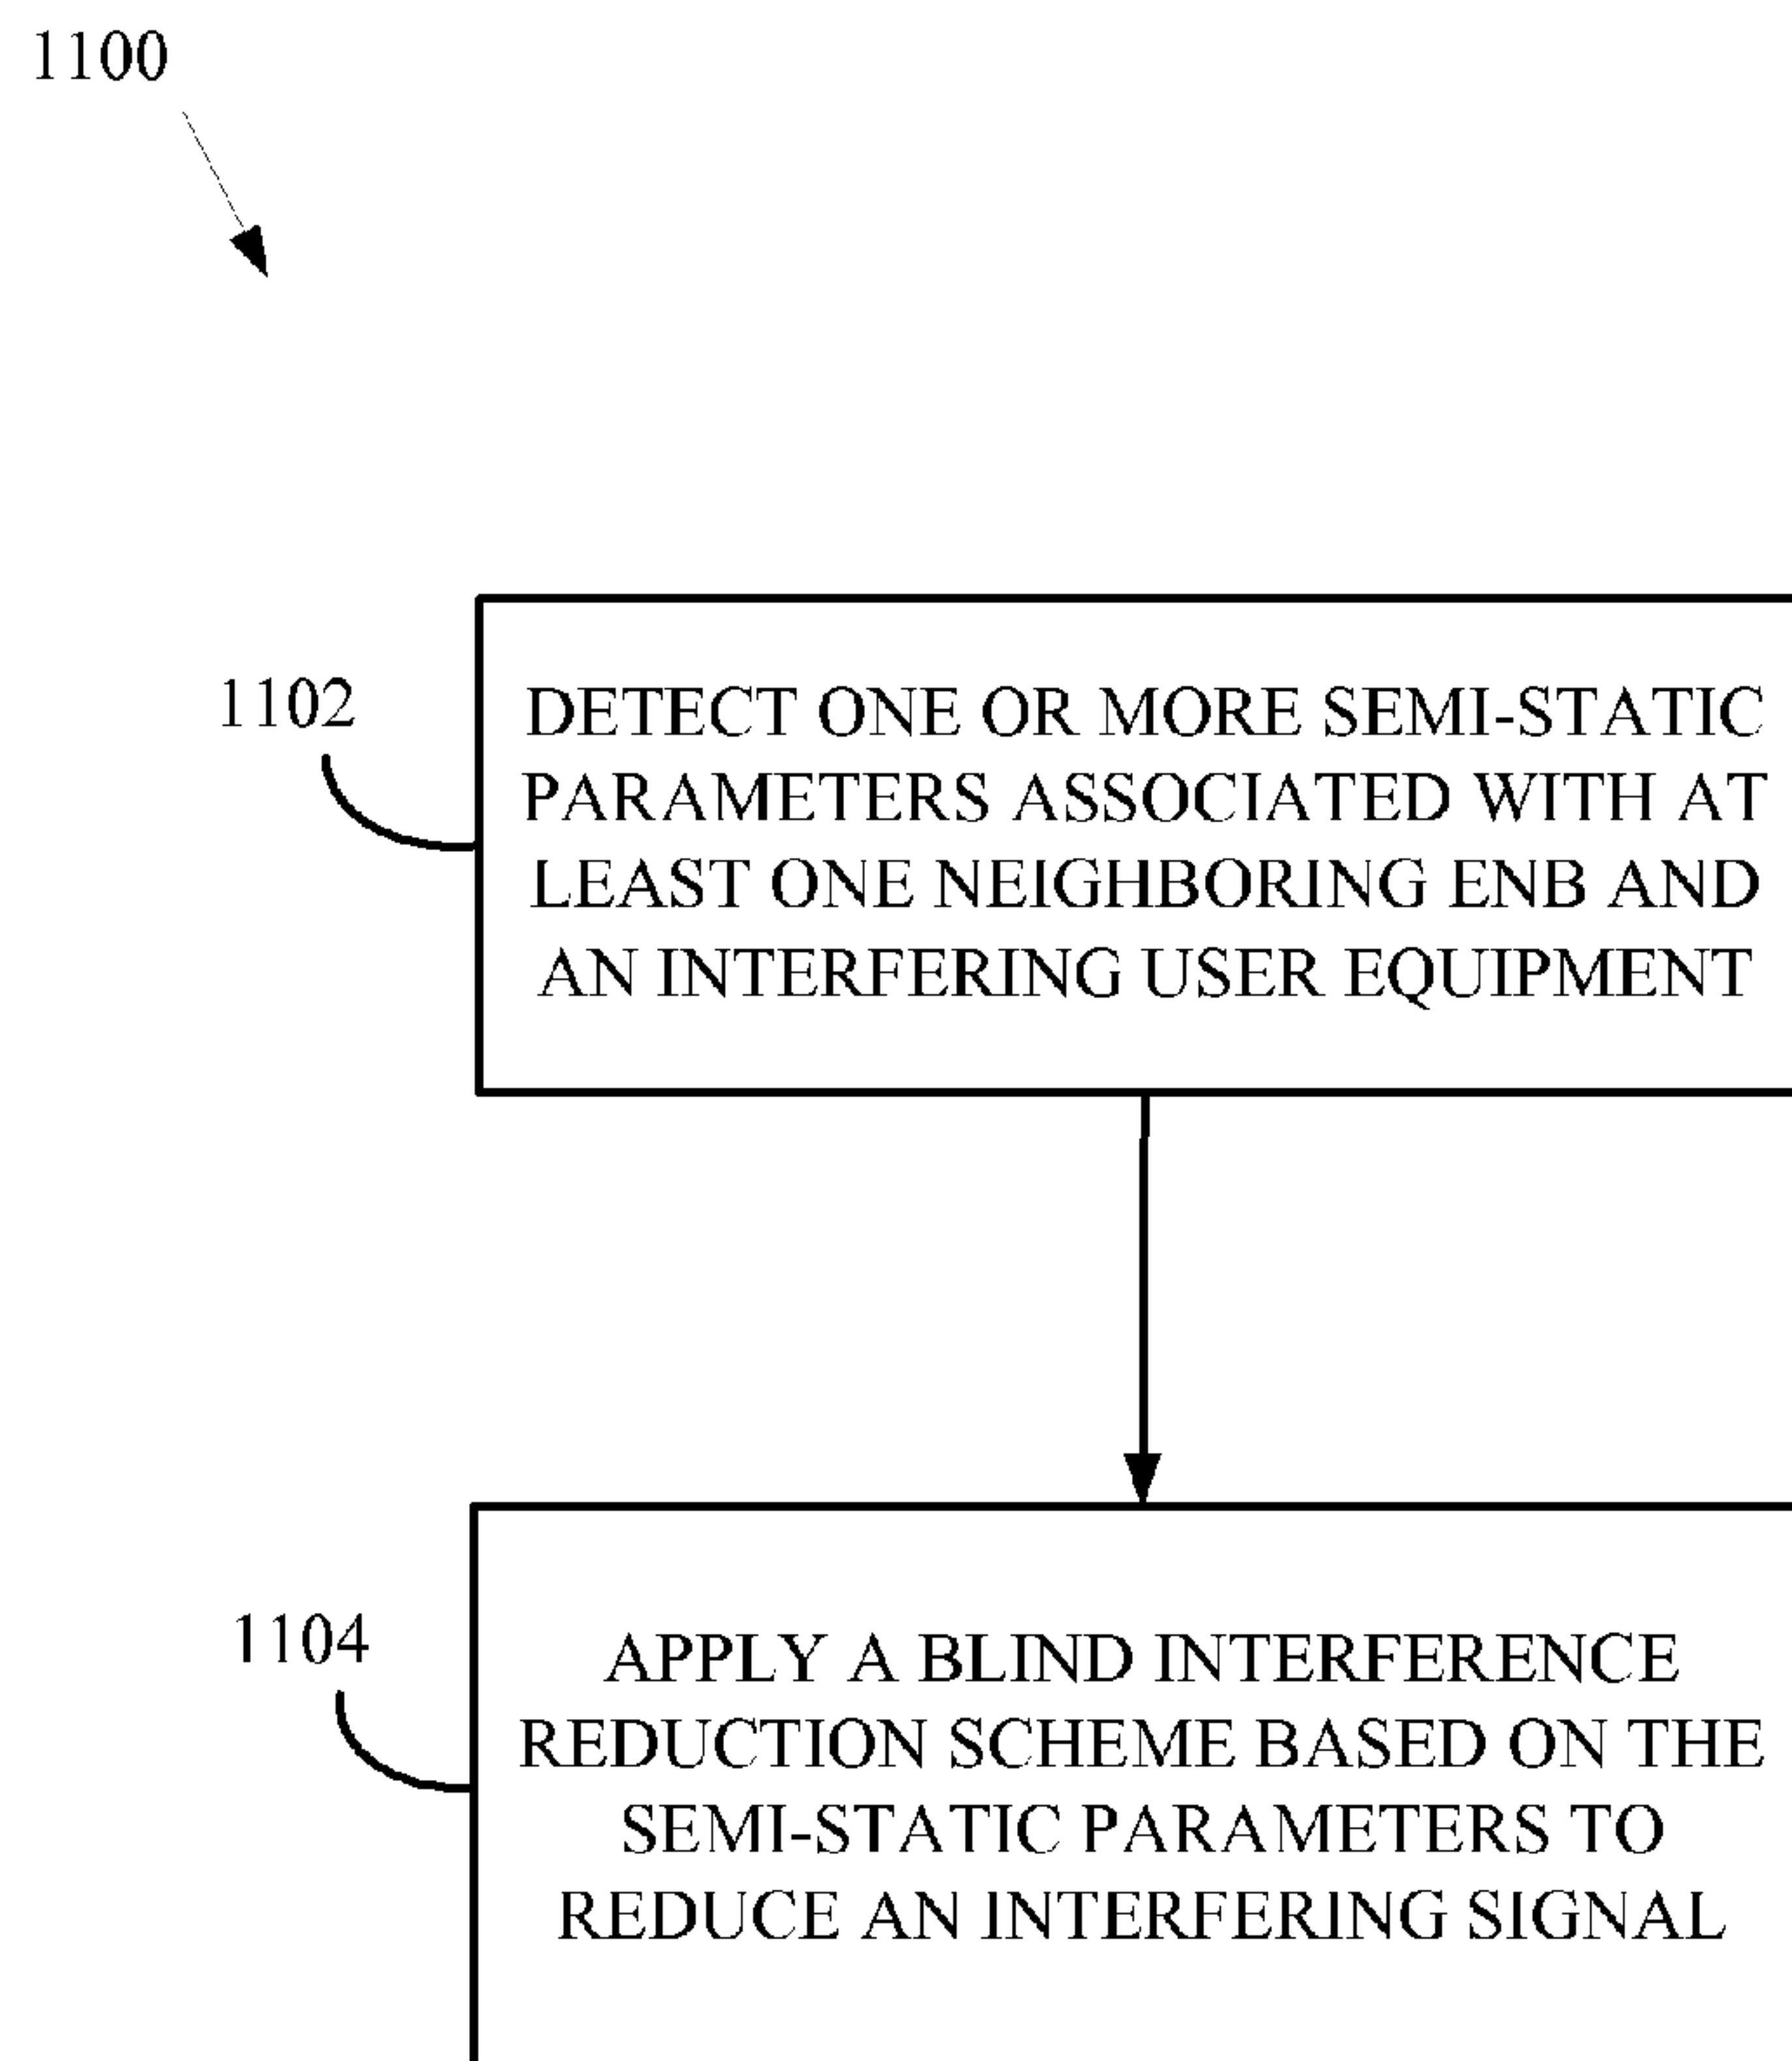 1100
1102
DETECT ONE OR MORE SEMI-STATIC
PARAMETERS ASSOCIATED WITH AT
LEAST ONE NEIGHBORING ENB AND
AN INTERFERING USER EQUIPMENT
1104
APPLY A BLIND INTERFERENCE
REDUCTION SCHEME BASED ON THE
SEMI-STATIC PARAMETERS TO
REDUCE AN INTERFERING SIGNAL